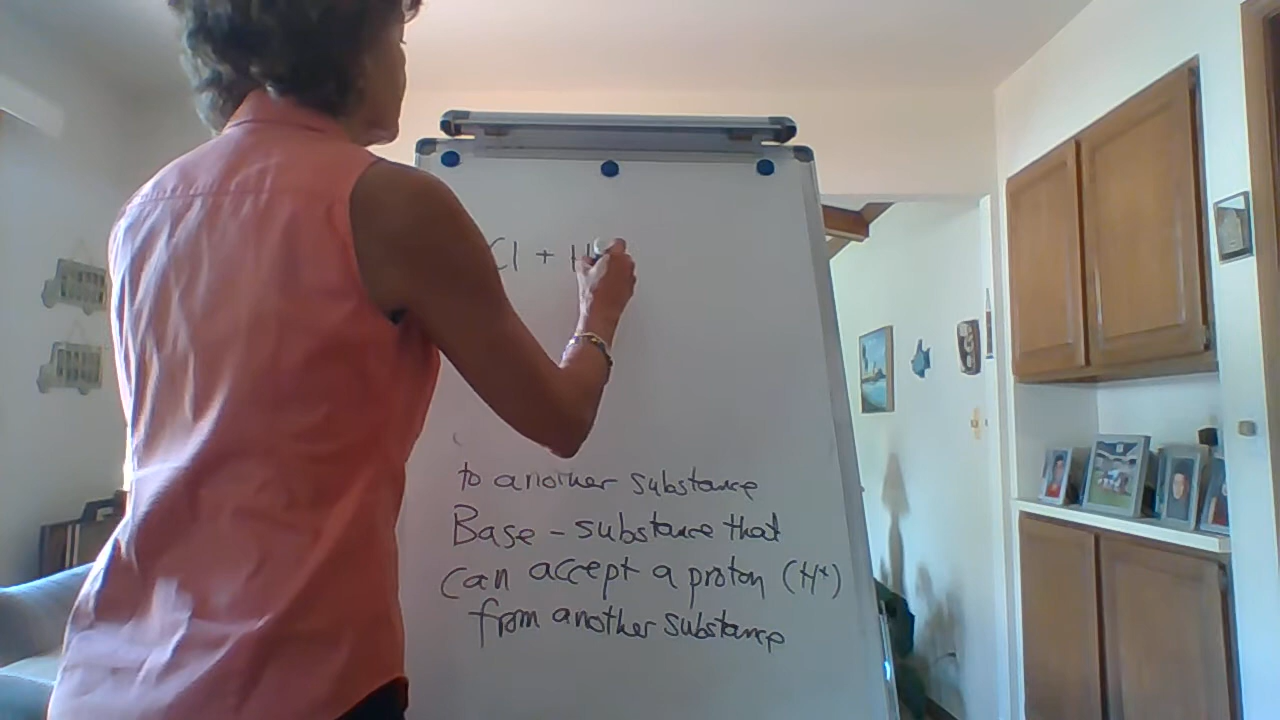 Cl + H
to another substance
Base - substance that
can accept a proton (H⁺)
from another substance